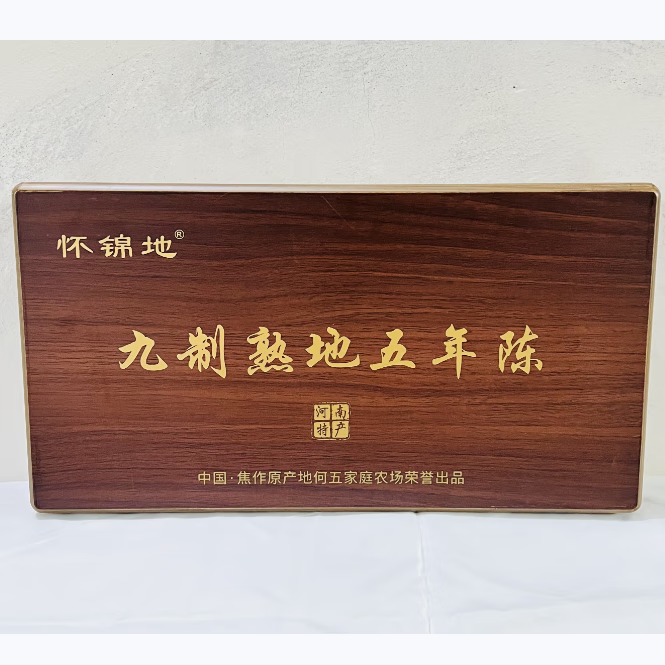 怀锦地®
九制熟地五年陈
河南
特产
中国·焦作原产地何五家庭农场荣誉出品